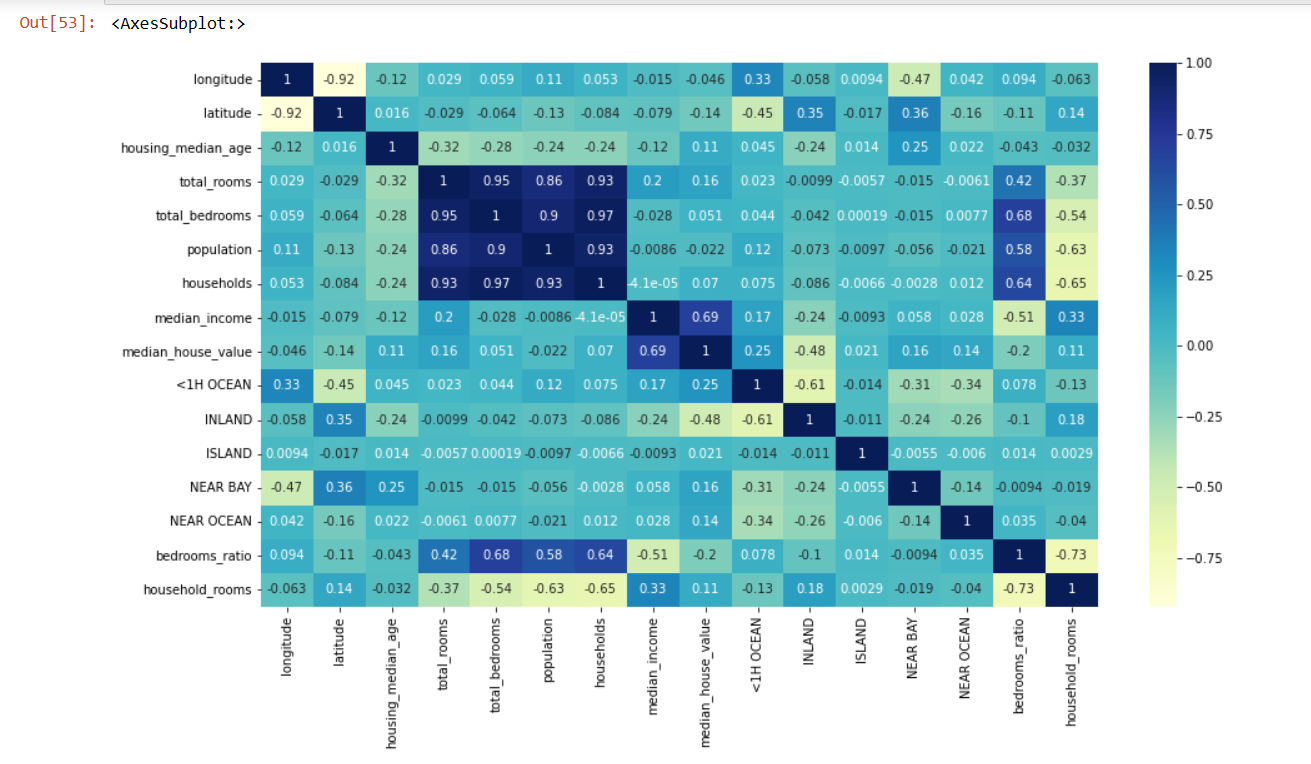 Out[53]: <AxesSubplot:>
longitude 1 -0.92 -0.12 0.029 0.059 0.11 0.053 -0.015 -0.046 0.33 -0.058 0.0094 -0.47 0.042 0.094 -0.063
latitude -0.92 1 0.016 -0.029 -0.064 -0.13 -0.084 -0.079 -0.14 -0.45 0.35 -0.017 0.36 -0.16 -0.11 0.14
housing_median_age -0.12 0.016 1 -0.32 -0.28 -0.24 -0.24 -0.12 0.11 0.045 -0.24 0.014 0.25 0.022 -0.043 -0.032
total_rooms 0.029 -0.029 -0.32 1 0.95 0.86 0.93 0.2 0.16 0.023 -0.0099 -0.0057 -0.015 -0.0061 0.42 -0.37
total_bedrooms 0.059 -0.064 -0.28 0.95 1 0.9 0.97 -0.028 0.051 0.044 -0.042 0.00019 -0.015 0.0077 0.68 -0.54
population 0.11 -0.13 -0.24 0.86 0.9 1 0.93 -0.0086 -0.022 0.12 -0.073 -0.0097 -0.056 -0.021 0.58 -0.63
households 0.053 -0.084 -0.24 0.93 0.97 0.93 1 -4.1e-05 0.07 0.075 -0.086 -0.0066 -0.0028 0.012 0.64 -0.65
median_income -0.015 -0.079 -0.12 0.2 -0.028 -0.0086 -4.1e-05 1 0.69 0.17 -0.24 -0.0093 0.058 0.028 -0.51 0.33
median_house_value -0.046 -0.14 0.11 0.16 0.051 -0.022 0.07 0.69 1 0.25 -0.48 0.021 0.16 0.14 -0.2 0.11
<1H OCEAN 0.33 -0.45 0.045 0.023 0.044 0.12 0.075 0.17 0.25 1 -0.61 -0.014 -0.31 -0.34 0.078 -0.13
INLAND -0.058 0.35 -0.24 -0.0099 -0.042 -0.073 -0.086 -0.24 -0.48 -0.61 1 -0.011 -0.24 -0.26 -0.1 0.18
ISLAND 0.0094 -0.017 0.014 -0.0057 0.00019 -0.0097 -0.0066 -0.0093 0.021 -0.014 -0.011 1 -0.0055 -0.006 0.014 0.0029
NEAR BAY -0.47 0.36 0.25 -0.015 -0.015 -0.056 -0.0028 0.058 0.16 -0.31 -0.24 -0.0055 1 -0.14 -0.0094 -0.019
NEAR OCEAN 0.042 -0.16 0.022 -0.0061 0.0077 -0.021 0.012 0.028 0.14 -0.34 -0.26 -0.006 -0.14 1 0.035 -0.04
bedrooms_ratio 0.094 -0.11 -0.043 0.42 0.68 0.58 0.64 -0.51 -0.2 0.078 -0.1 0.014 -0.0094 0.035 1 -0.73
household_rooms -0.063 0.14 -0.032 -0.37 -0.54 -0.63 -0.65 0.33 0.11 -0.13 0.18 0.0029 -0.019 -0.04 -0.73 1
longitude
latitude
housing_median_age
total_rooms
total_bedrooms
population
households
median_income
median_house_value
<1H OCEAN
INLAND
ISLAND
NEAR BAY
NEAR OCEAN
bedrooms_ratio
household_rooms
1.00
0.75
0.50
0.25
0.00
−0.25
−0.50
−0.75